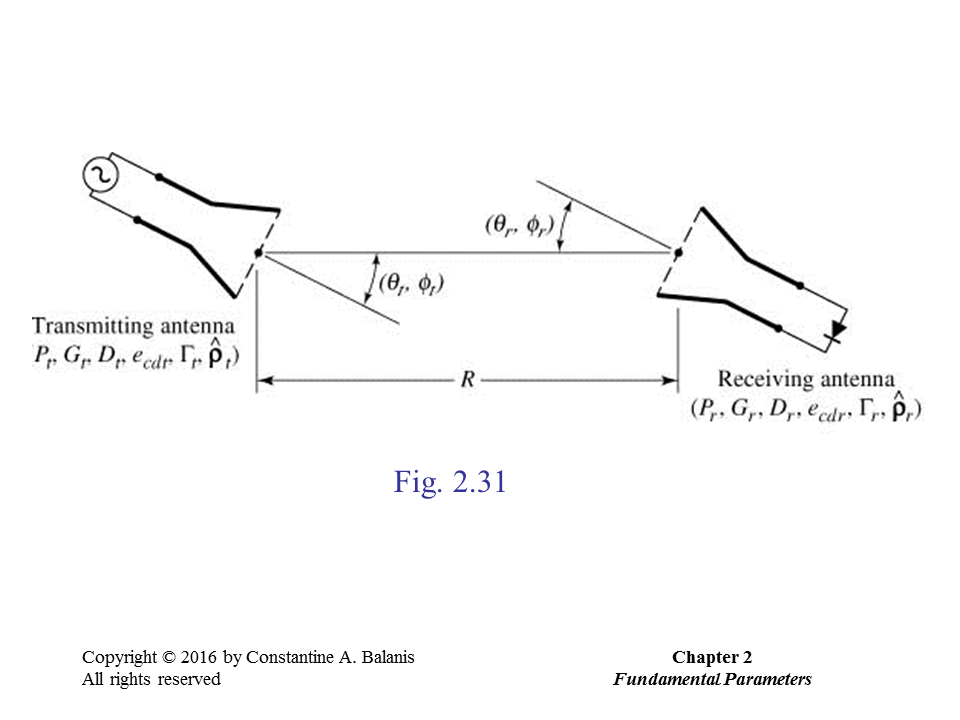 (θr, ϕr)
(θt, ϕt)
Transmitting antenna
Pt, Gt, Dt, ecdt, Γt, ρ̂t)
R
Receiving antenna
(Pr, Gr, Dr, ecdr, Γr, ρ̂r)
Fig. 2.31
Copyright © 2016 by Constantine A. Balanis
All rights reserved
Chapter 2
Fundamental Parameters